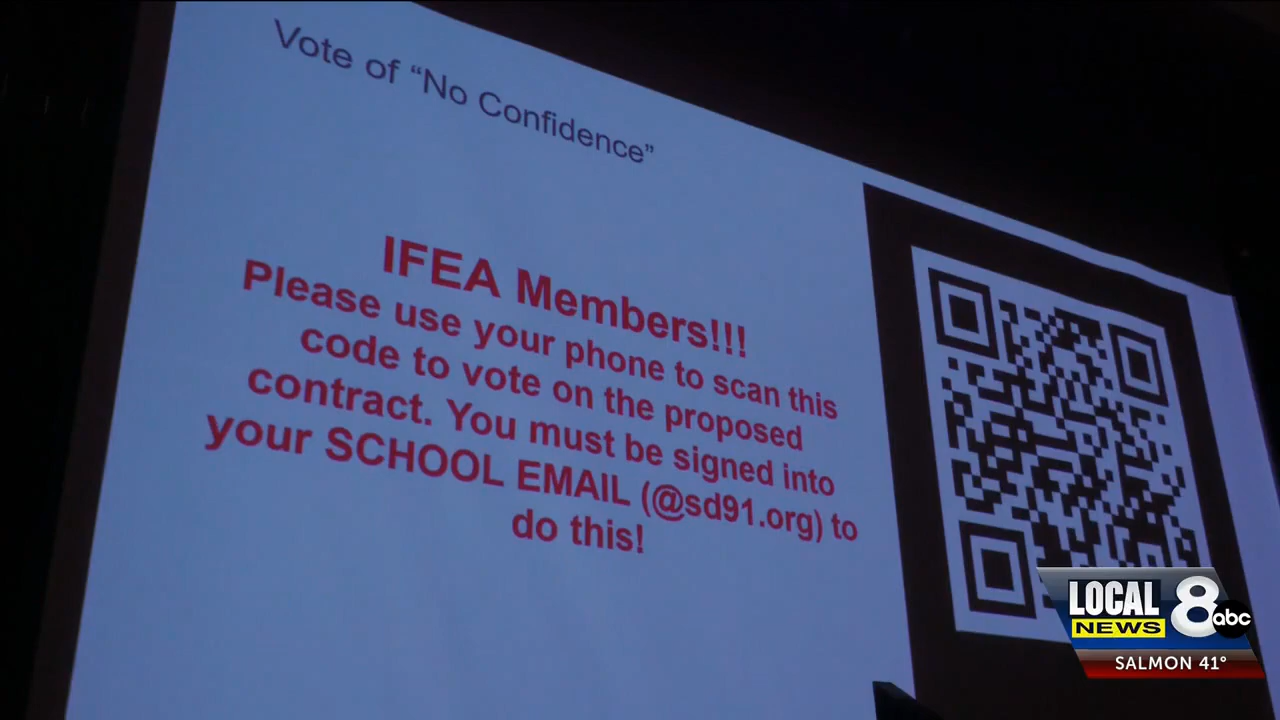 Vote of “No Confidence”
IFEA Members!!!
Please use your phone to scan this
code to vote on the proposed
contract. You must be signed into
your SCHOOL EMAIL (@sd91.org) to
do this!
LOCAL
NEWS
8
abc
SALMON 41°